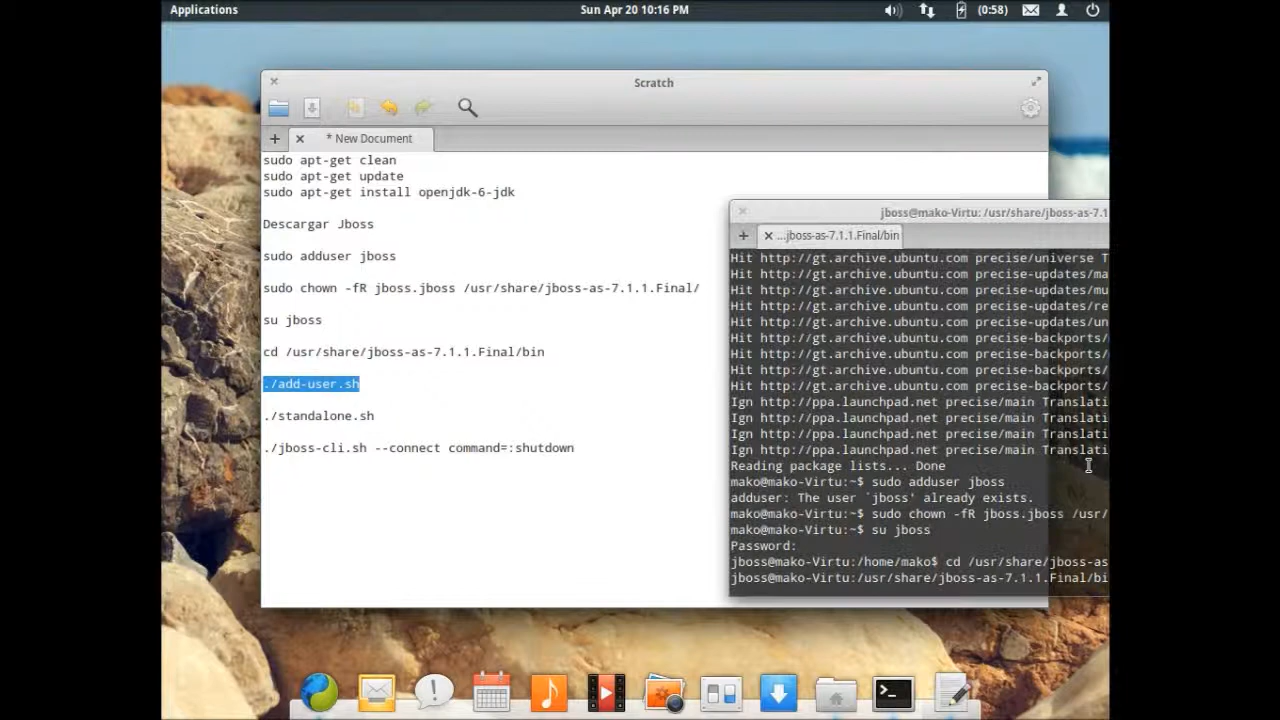 Applications
Sun Apr 20 10:16 PM
(0:58)
Scratch
* New Document
sudo apt-get clean
sudo apt-get update
sudo apt-get install openjdk-6-jdk
Descargar Jboss
sudo adduser jboss
sudo chown -fR jboss.jboss /usr/share/jboss-as-7.1.1.Final/
su jboss
cd /usr/share/jboss-as-7.1.1.Final/bin
./add-user.sh
./standalone.sh
./jboss-cli.sh --connect command=:shutdown
jboss@mako-Virtu: /usr/share/jboss-as-7.1
...jboss-as-7.1.1.Final/bin
Hit http://gt.archive.ubuntu.com precise/universe T
Hit http://gt.archive.ubuntu.com precise-updates/ma
Hit http://gt.archive.ubuntu.com precise-updates/mu
Hit http://gt.archive.ubuntu.com precise-updates/re
Hit http://gt.archive.ubuntu.com precise-updates/un
Hit http://gt.archive.ubuntu.com precise-backports/
Hit http://gt.archive.ubuntu.com precise-backports/
Hit http://gt.archive.ubuntu.com precise-backports/
Hit http://gt.archive.ubuntu.com precise-backports/
Ign http://ppa.launchpad.net precise/main Translati
Ign http://ppa.launchpad.net precise/main Translati
Ign http://ppa.launchpad.net precise/main Translati
Ign http://ppa.launchpad.net precise/main Translati
Reading package lists... Done
mako@mako-Virtu:~$ sudo adduser jboss
adduser: The user `jboss' already exists.
mako@mako-Virtu:~$ sudo chown -fR jboss.jboss /usr/
mako@mako-Virtu:~$ su jboss
Password:
jboss@mako-Virtu:/home/mako$ cd /usr/share/jboss-as
jboss@mako-Virtu:/usr/share/jboss-as-7.1.1.Final/bi